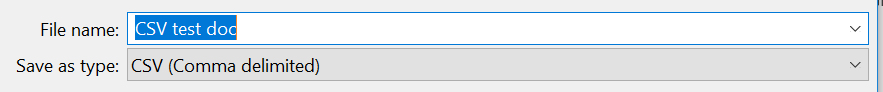 File name: CSV test doc
Save as type: CSV (Comma delimited)